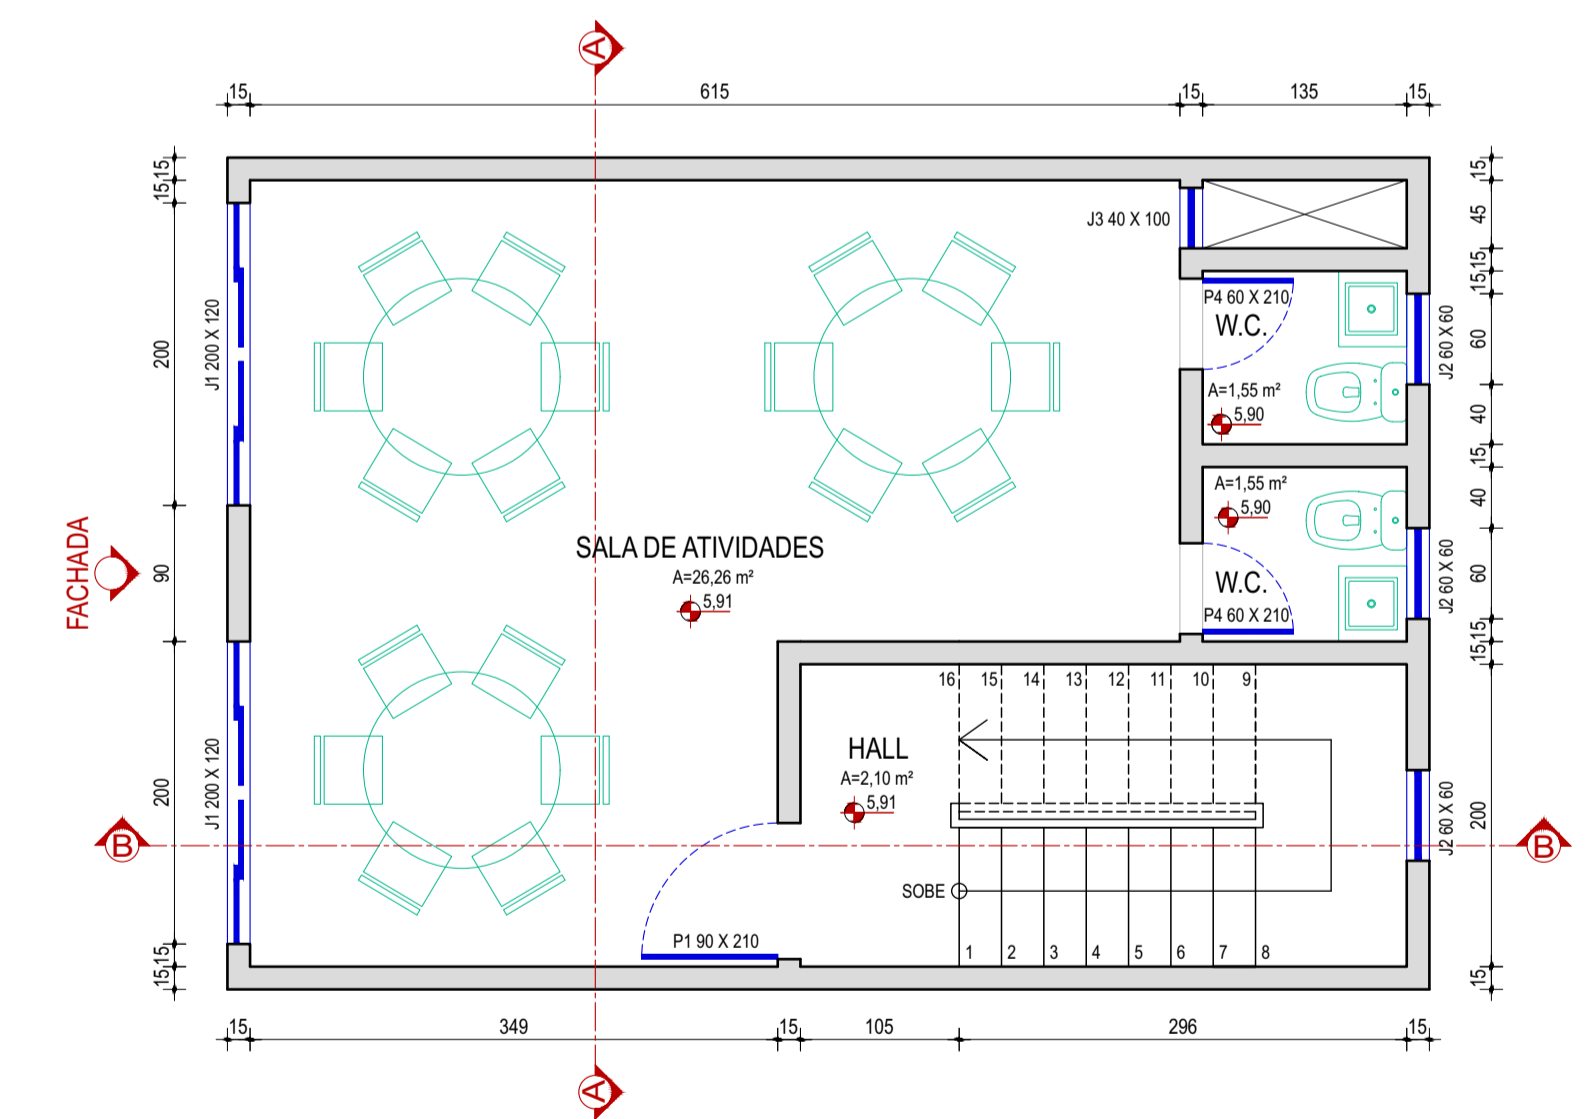 A
15
615
15
135
15
15
15
200
90
200
15
15
15
45
15
15
60
40
15
40
60
15
15
200
15
J3 40 X 100
P4 60 X 210
W.C.
A=1,55 m²
5,90
J2 60 X 60
J1 200 X 120
A=1,55 m²
5,90
W.C.
P4 60 X 210
J2 60 X 60
FACHADA
SALA DE ATIVIDADES
A=26,26 m²
5,91
16 15 14 13 12 11 10 9
HALL
A=2,10 m²
5,91
J1 200 X 120
J2 60 X 60
B
B
SOBE
P1 90 X 210
1 2 3 4 5 6 7 8
15
349
15
105
296
15
A